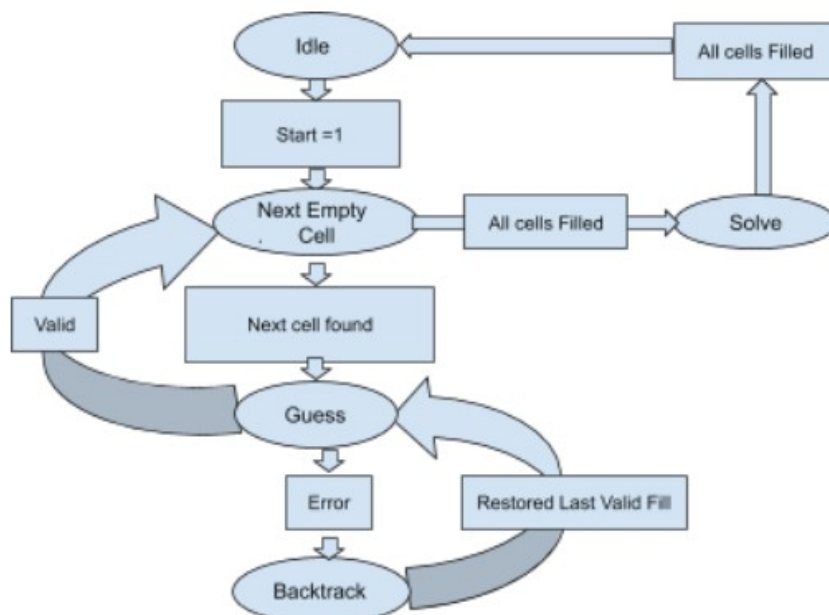 Idle
All cells Filled
Start =1
Next Empty
Cell
.
All cells Filled
Solve
Valid
Next cell found
Guess
Error
Restored Last Valid Fill
Backtrack